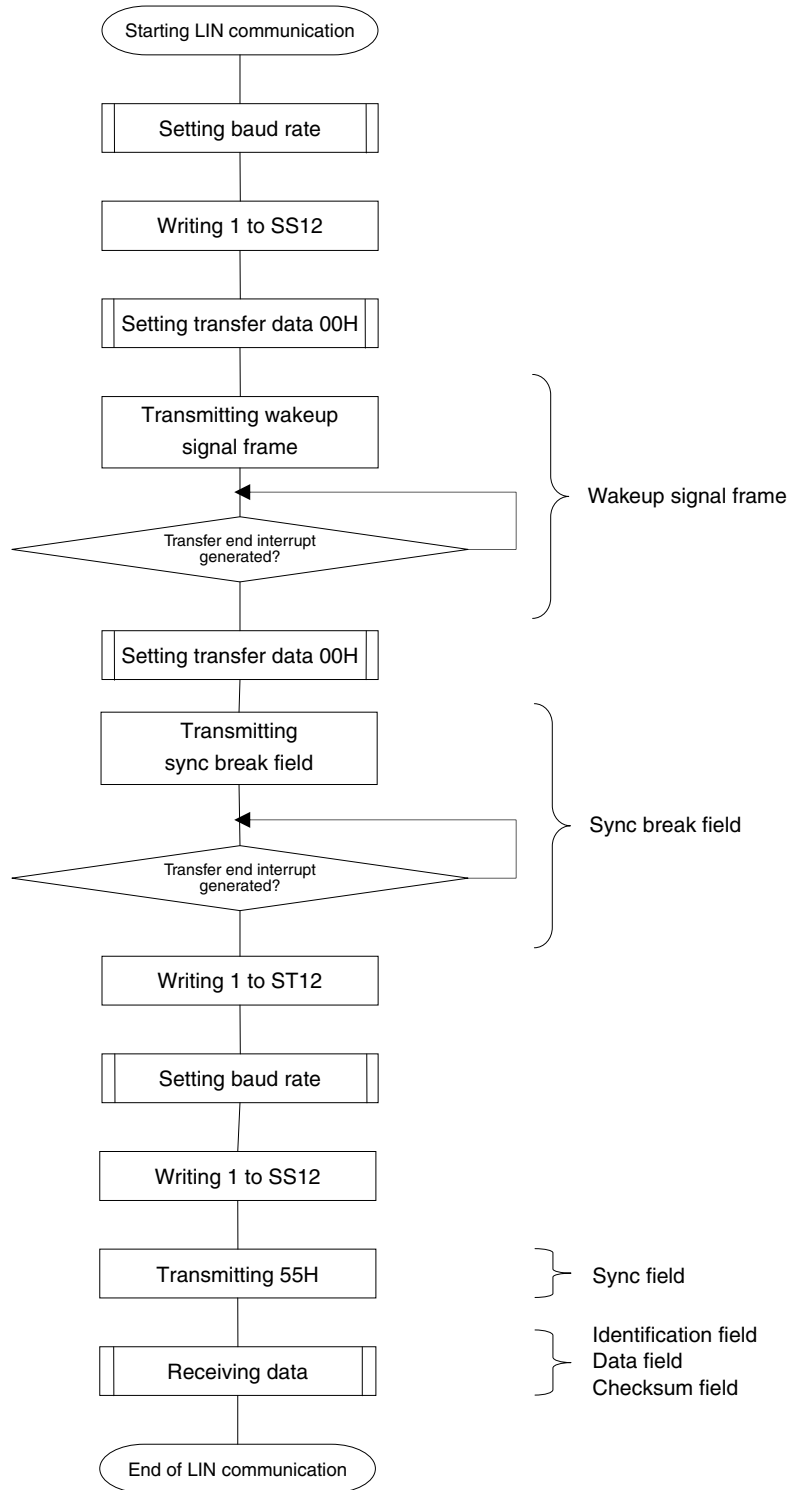 Starting LIN communication
Setting baud rate
Writing 1 to SS12
Setting transfer data 00H
Transmitting wakeup
signal frame
Wakeup signal frame
Transfer end interrupt
generated?
Setting transfer data 00H
Transmitting
sync break field
Sync break field
Transfer end interrupt
generated?
Writing 1 to ST12
Setting baud rate
Writing 1 to SS12
Transmitting 55H
Sync field
Receiving data
Identification field
Data field
Checksum field
End of LIN communication